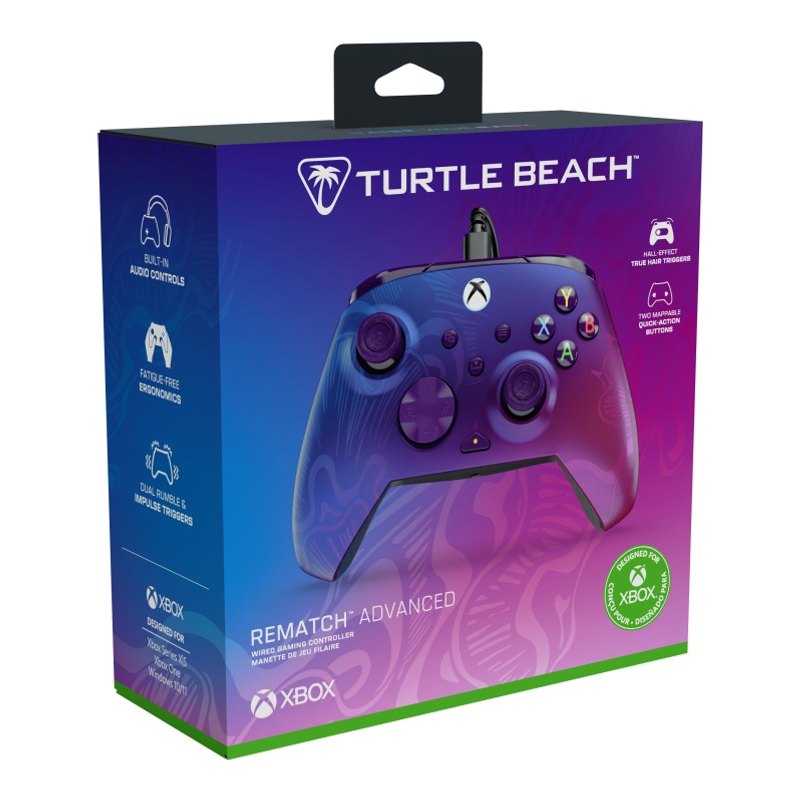 TURTLE BEACH™
BUILT-IN
AUDIO CONTROLS
FATIGUE-FREE
ERGONOMICS
DUAL RUMBLE &
IMPULSE TRIGGERS
XBOX
DESIGNED FOR
Xbox Series X|S
Xbox One
Windows 10/11
HALL-EFFECT
TRUE HAIR TRIGGERS
TWO MAPPABLE
QUICK-ACTION
BUTTONS
Y
X
B
A
REMATCH™ ADVANCED
WIRED GAMING CONTROLLER
MANETTE DE JEU FILAIRE
XBOX
DESIGNED FOR
XBOX
CONÇU POUR • DISEÑADO PARA